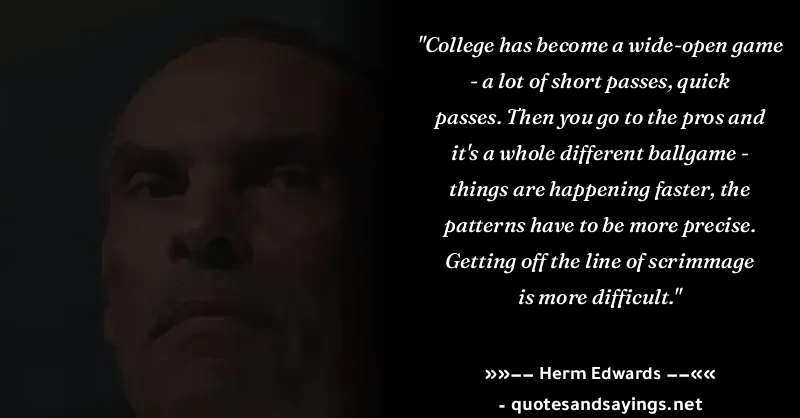 "College has become a wide-open game
- a lot of short passes, quick
passes. Then you go to the pros and
it's a whole different ballgame -
things are happening faster, the
patterns have to be more precise.
Getting off the line of scrimmage
is more difficult."
»»−− Herm Edwards −−««
- quotesandsayings.net